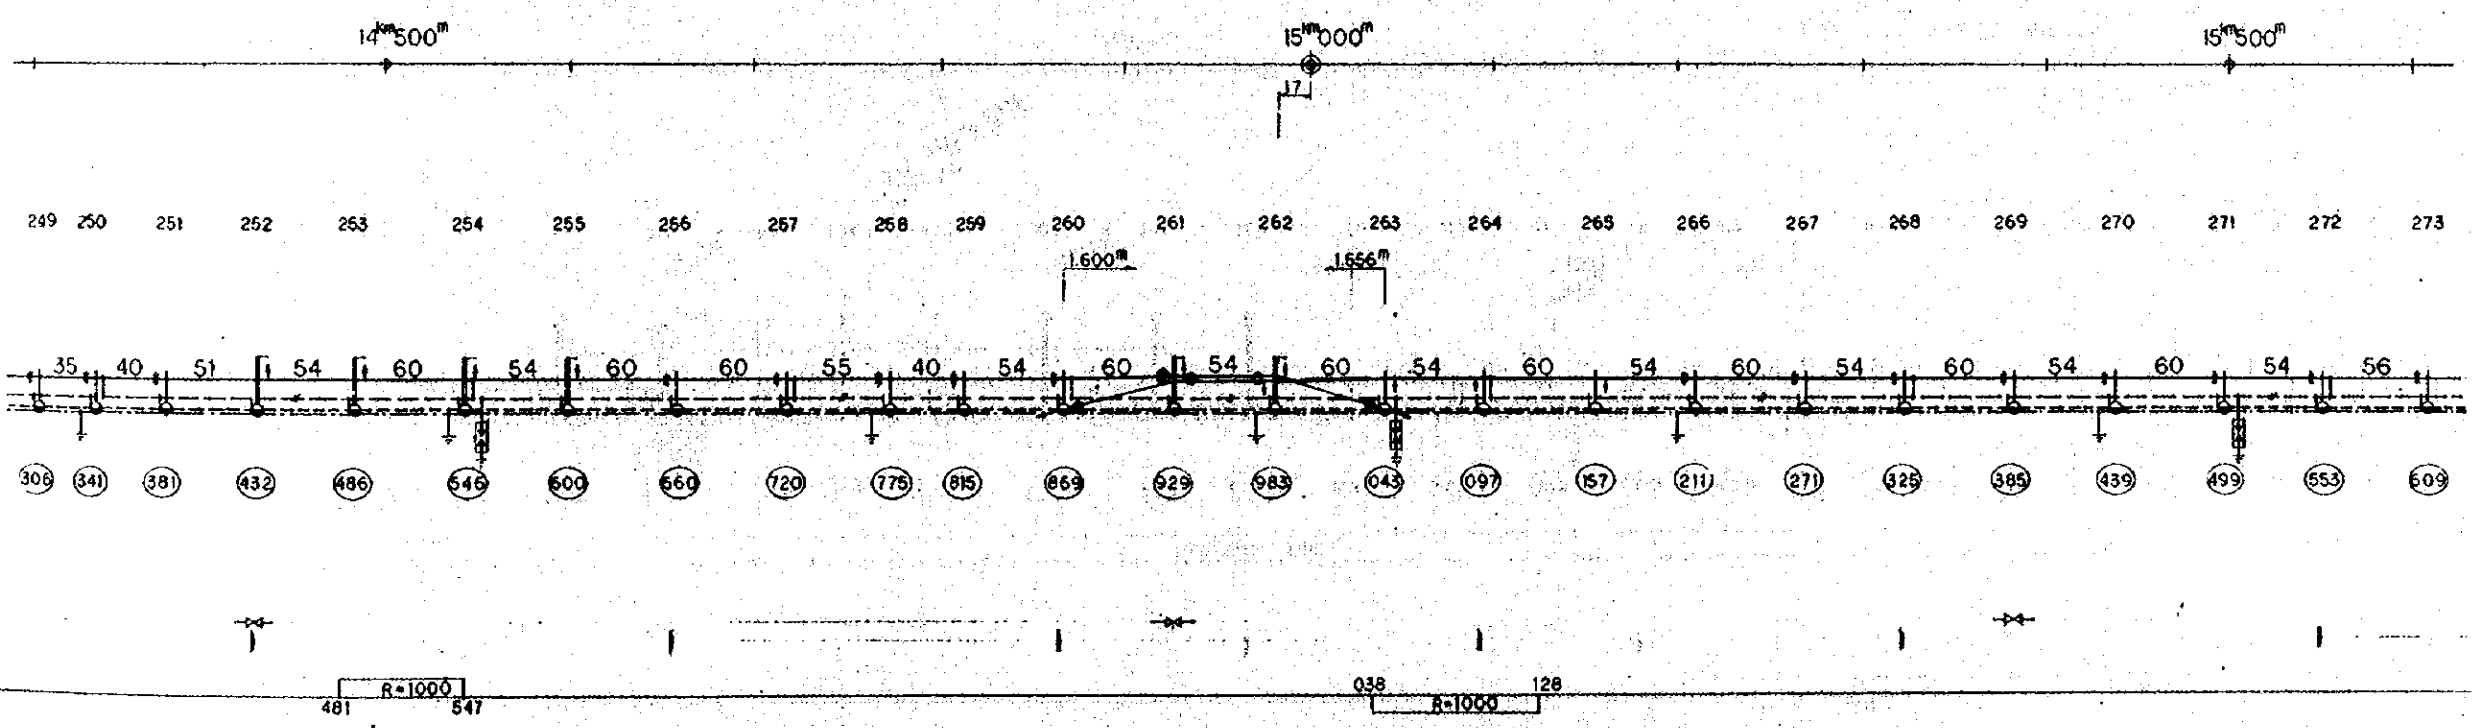 14km500m 15km000m 15km500m
17
249 250 251 252 253 254 255 256 257 258 259 260 261 262 263 264 265 266 267 268 269 270 271 272 273
1.600m 1.556m
35 40 51 54 60 54 60 60 55 40 54 60 54 60 54 60 54 60 54 60 54 60 54 56
306 341 381 432 486 546 600 660 720 775 815 869 929 983 043 097 157 211 271 325 385 439 499 553 609
R=1000 038 128
481 547 R=1000